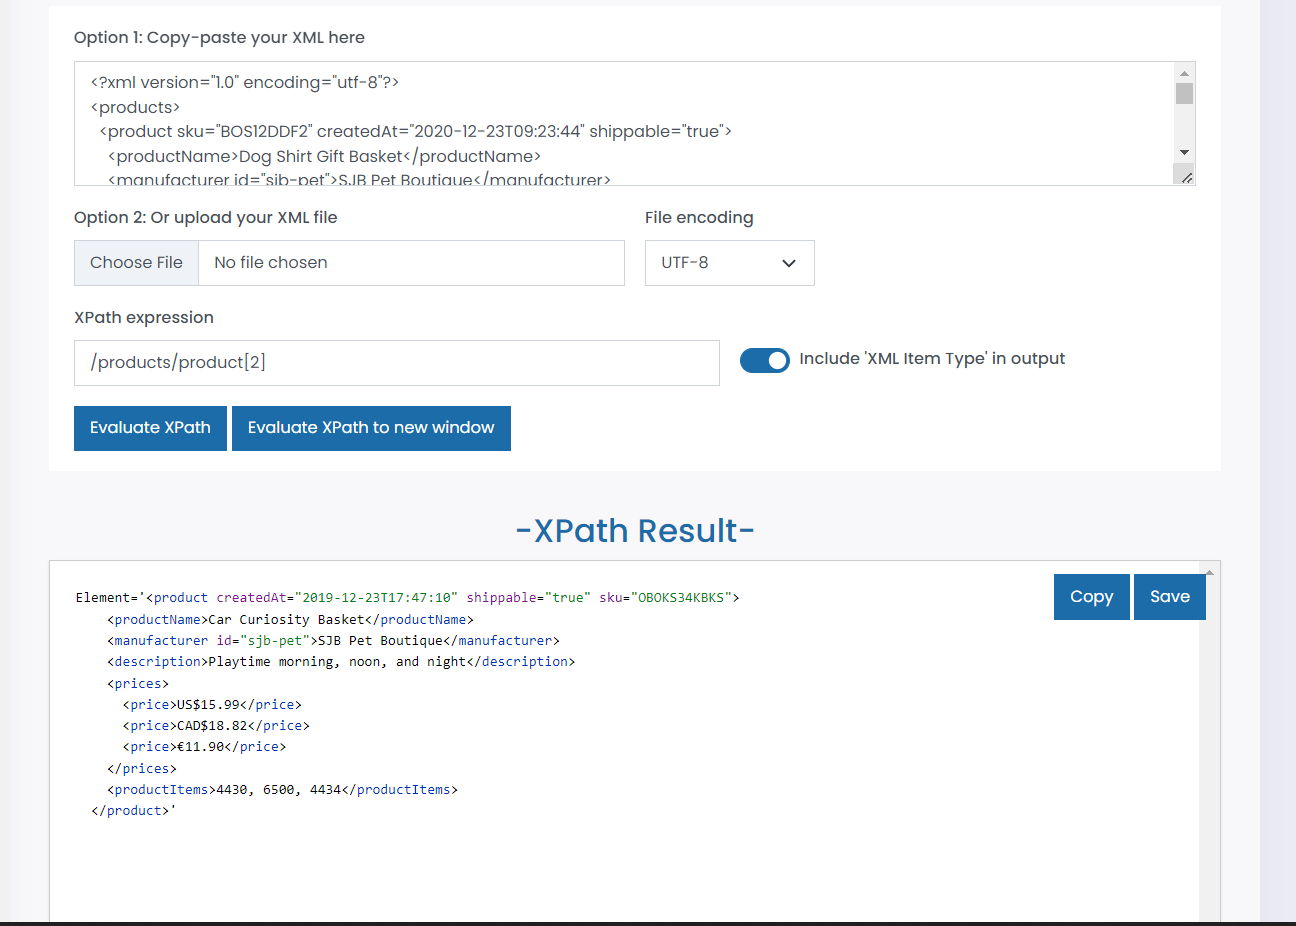 Option 1: Copy-paste your XML here
<?xml version="1.0" encoding="utf-8"?>
<products>
<product sku="BOS12DDF2" createdAt="2020-12-23T09:23:44" shippable="true">
<productName>Dog Shirt Gift Basket</productName>
<manufacturer id="sjb-pet">SJB Pet Boutique</manufacturer>
Option 2: Or upload your XML file
File encoding
Choose File
No file chosen
UTF-8
XPath expression
/products/product[2]
Include 'XML Item Type' in output
Evaluate XPath
Evaluate XPath to new window
-XPath Result-
Copy
Save
Element='<product createdAt="2019-12-23T17:47:10" shippable="true" sku="OBOKS34KBKS">
<productName>Car Curiosity Basket</productName>
<manufacturer id="sjb-pet">SJB Pet Boutique</manufacturer>
<description>Playtime morning, noon, and night</description>
<prices>
<price>US$15.99</price>
<price>CAD$18.82</price>
<price>€11.90</price>
</prices>
<productItems>4430, 6500, 4434</productItems>
</product>'